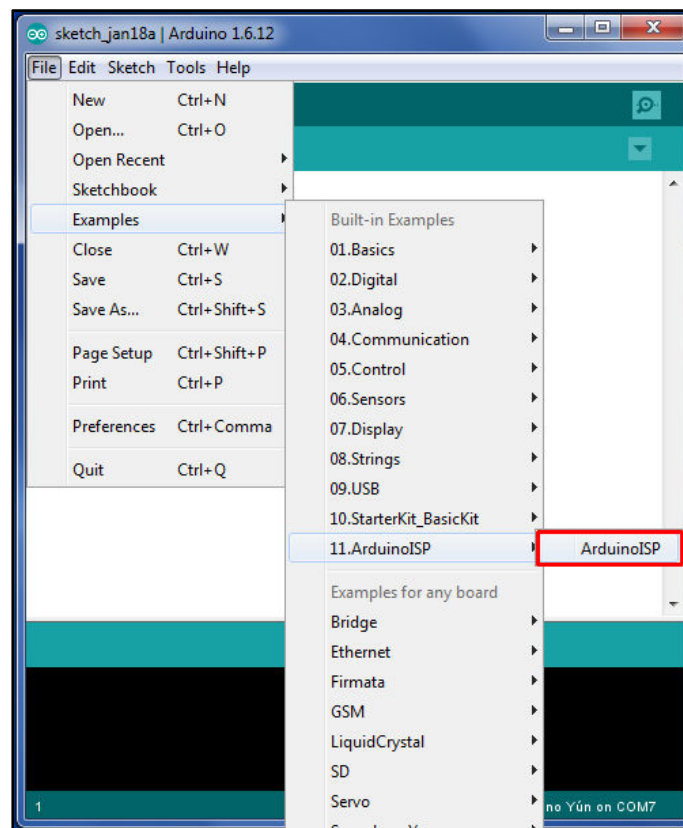 sketch_jan18a | Arduino 1.6.12
File Edit Sketch Tools Help
New Ctrl+N
Open... Ctrl+O
Open Recent
Sketchbook
Examples
Close Ctrl+W
Save Ctrl+S
Save As... Ctrl+Shift+S
Page Setup Ctrl+Shift+P
Print Ctrl+P
Preferences Ctrl+Comma
Quit Ctrl+Q
Built-in Examples
01.Basics
02.Digital
03.Analog
04.Communication
05.Control
06.Sensors
07.Display
08.Strings
09.USB
10.StarterKit_BasicKit
11.ArduinoISP
ArduinoISP
Examples for any board
Bridge
Ethernet
Firmata
GSM
LiquidCrystal
SD
Servo
1 no Yún on COM7